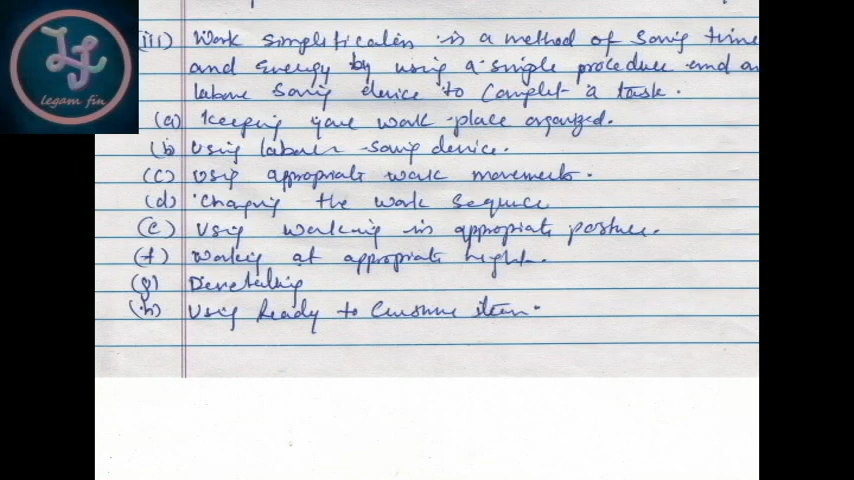 legam fin
(iii) Work simplification is a method of saving time
and energy by using a simple procedure and a
labour saving device to complet a task.
(a) Keeping your work-place organized.
(b) Using labour-saving device.
(c) Using appropriate work movements.
(d) Changing the work sequence
(e) Using working in appropriate posture.
(f) Working at appropriate height.
(g) Dovetailing
(h) Using Ready to Consume item.